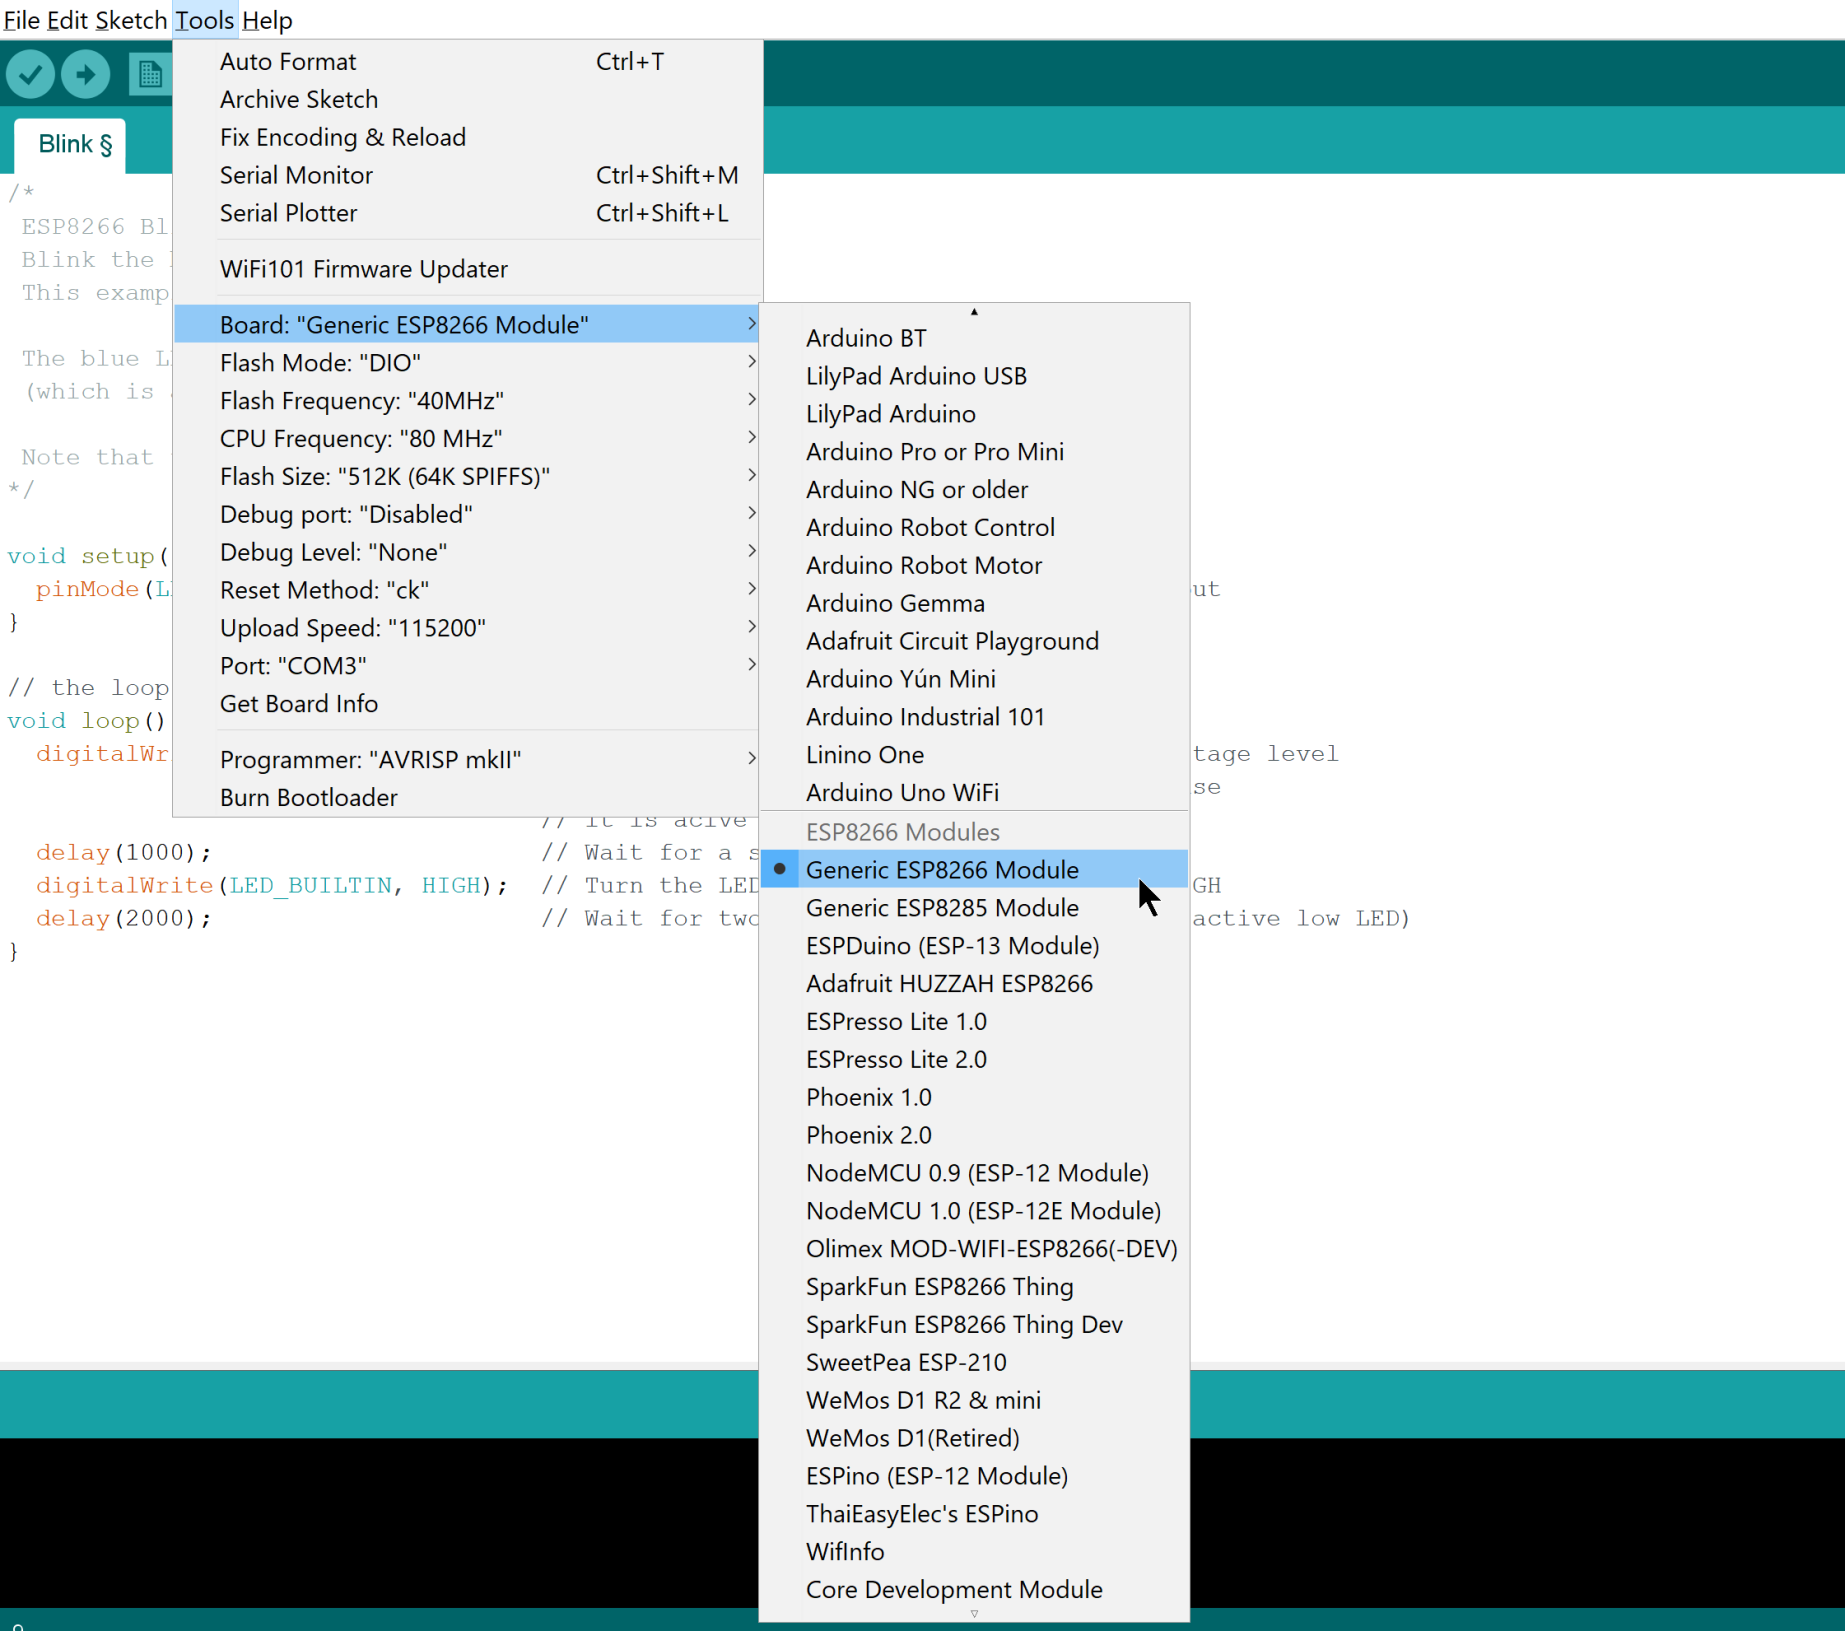 File Edit Sketch Tools Help
Auto Format Ctrl+T
Archive Sketch
Fix Encoding & Reload
Serial Monitor Ctrl+Shift+M
Serial Plotter Ctrl+Shift+L
WiFi101 Firmware Updater
Board: "Generic ESP8266 Module"
Flash Mode: "DIO"
Flash Frequency: "40MHz"
CPU Frequency: "80 MHz"
Flash Size: "512K (64K SPIFFS)"
Debug port: "Disabled"
Debug Level: "None"
Reset Method: "ck"
Upload Speed: "115200"
Port: "COM3"
Get Board Info
Programmer: "AVRISP mkII"
Burn Bootloader
Arduino BT
LilyPad Arduino USB
LilyPad Arduino
Arduino Pro or Pro Mini
Arduino NG or older
Arduino Robot Control
Arduino Robot Motor
Arduino Gemma
Adafruit Circuit Playground
Arduino Yún Mini
Arduino Industrial 101
Linino One
Arduino Uno WiFi
ESP8266 Modules
Generic ESP8266 Module
Generic ESP8285 Module
ESPDuino (ESP-13 Module)
Adafruit HUZZAH ESP8266
ESPresso Lite 1.0
ESPresso Lite 2.0
Phoenix 1.0
Phoenix 2.0
NodeMCU 0.9 (ESP-12 Module)
NodeMCU 1.0 (ESP-12E Module)
Olimex MOD-WIFI-ESP8266(-DEV)
SparkFun ESP8266 Thing
SparkFun ESP8266 Thing Dev
SweetPea ESP-210
WeMos D1 R2 & mini
WeMos D1(Retired)
ESPino (ESP-12 Module)
ThaiEasyElec's ESPino
WifInfo
Core Development Module
Blink §
/*
ESP8266 Bl
Blink the
This examp
The blue L
(which is
Note that
*/
void setup(
pinMode(L ut
}
// the loop
void loop()
digitalWr tage level
se
// It is acive
delay(1000); // Wait for a s
digitalWrite(LED_BUILTIN, HIGH); // Turn the LED GH
delay(2000); // Wait for two active low LED)
}